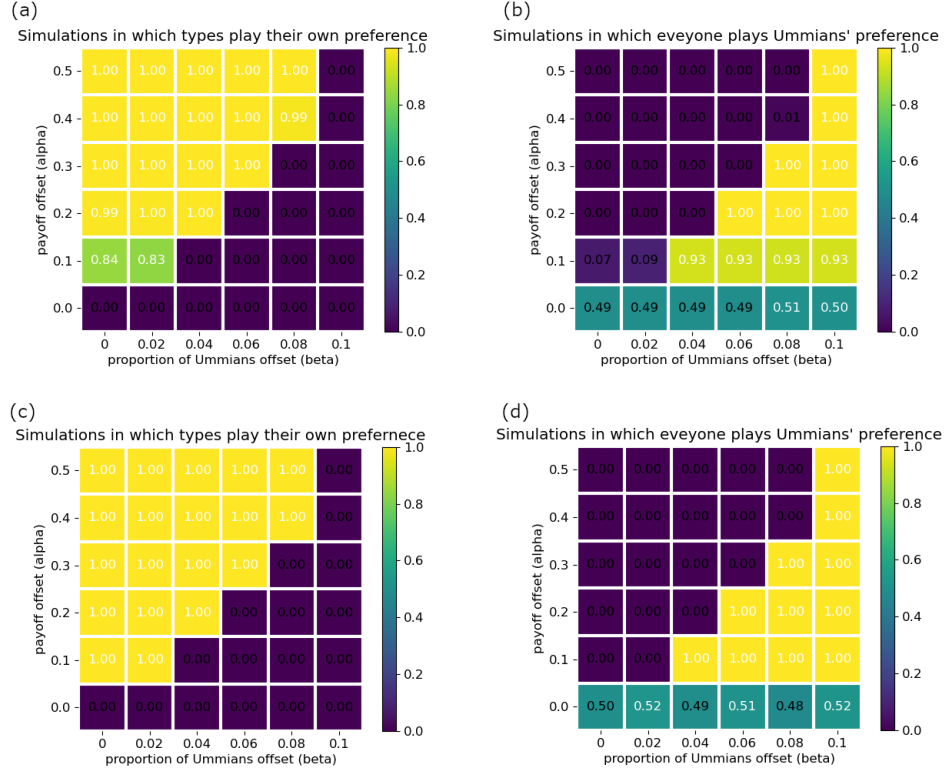 (a)
Simulations in which types play their own preference
payoff offset (alpha)
0.5 1.00 1.00 1.00 1.00 1.00 0.00
0.4 1.00 1.00 1.00 1.00 0.99 0.00
0.3 1.00 1.00 1.00 1.00 0.00 0.00
0.2 0.99 1.00 1.00 0.00 0.00 0.00
0.1 0.84 0.83 0.00 0.00 0.00 0.00
0.0 0.00 0.00 0.00 0.00 0.00 0.00
0 0.02 0.04 0.06 0.08 0.1
proportion of Ummians offset (beta)
1.0
0.8
0.6
0.4
0.2
0.0
(b)
Simulations in which eveyone plays Ummians' preference
payoff offset (alpha)
0.5 0.00 0.00 0.00 0.00 0.00 1.00
0.4 0.00 0.00 0.00 0.00 0.01 1.00
0.3 0.00 0.00 0.00 0.00 1.00 1.00
0.2 0.00 0.00 0.00 1.00 1.00 1.00
0.1 0.07 0.09 0.93 0.93 0.93 0.93
0.0 0.49 0.49 0.49 0.49 0.51 0.50
0 0.02 0.04 0.06 0.08 0.1
proportion of Ummians offset (beta)
1.0
0.8
0.6
0.4
0.2
0.0
(c)
Simulations in which types play their own prefernece
payoff offset (alpha)
0.5 1.00 1.00 1.00 1.00 1.00 0.00
0.4 1.00 1.00 1.00 1.00 1.00 0.00
0.3 1.00 1.00 1.00 1.00 0.00 0.00
0.2 1.00 1.00 1.00 0.00 0.00 0.00
0.1 1.00 1.00 0.00 0.00 0.00 0.00
0.0 0.00 0.00 0.00 0.00 0.00 0.00
0 0.02 0.04 0.06 0.08 0.1
proportion of Ummians offset (beta)
1.0
0.8
0.6
0.4
0.2
0.0
(d)
Simulations in which eveyone plays Ummians' preference
payoff offset (alpha)
0.5 0.00 0.00 0.00 0.00 0.00 1.00
0.4 0.00 0.00 0.00 0.00 0.00 1.00
0.3 0.00 0.00 0.00 0.00 1.00 1.00
0.2 0.00 0.00 0.00 1.00 1.00 1.00
0.1 0.00 0.00 1.00 1.00 1.00 1.00
0.0 0.50 0.52 0.49 0.51 0.48 0.52
0 0.02 0.04 0.06 0.08 0.1
proportion of Ummians offset (beta)
1.0
0.8
0.6
0.4
0.2
0.0